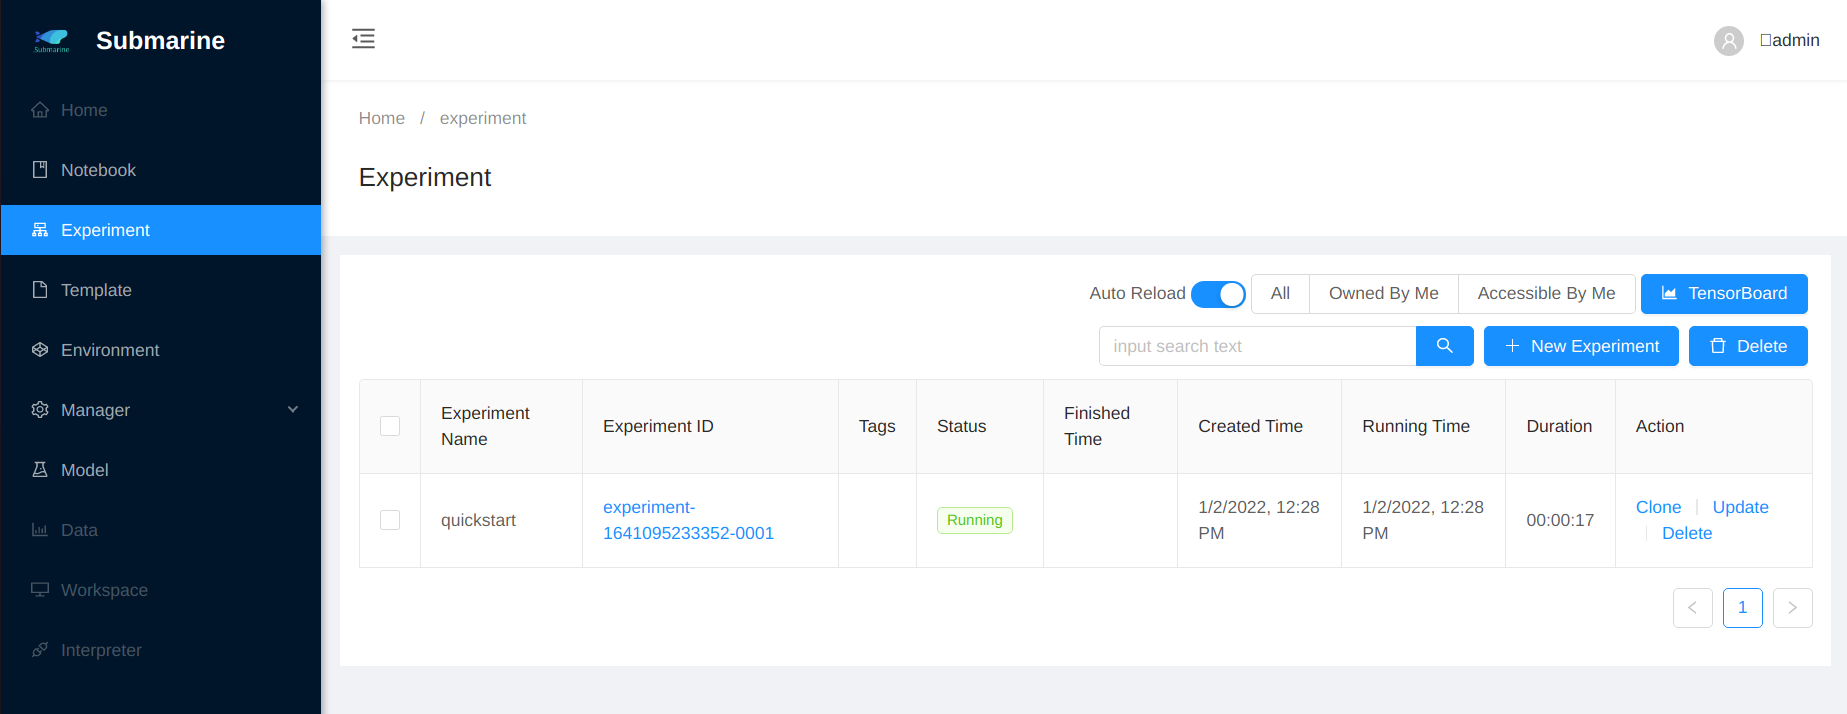 Submarine
Submarine
admin
Home
Notebook
Experiment
Template
Environment
Manager
Model
Data
Workspace
Interpreter
Home / experiment
Experiment
Auto Reload All Owned By Me Accessible By Me TensorBoard
input search text New Experiment Delete
Experiment Name Experiment ID Tags Status Finished Time Created Time Running Time Duration Action
quickstart experiment-1641095233352-0001 Running 1/2/2022, 12:28 PM 1/2/2022, 12:28 PM 00:00:17 Clone Update Delete
1